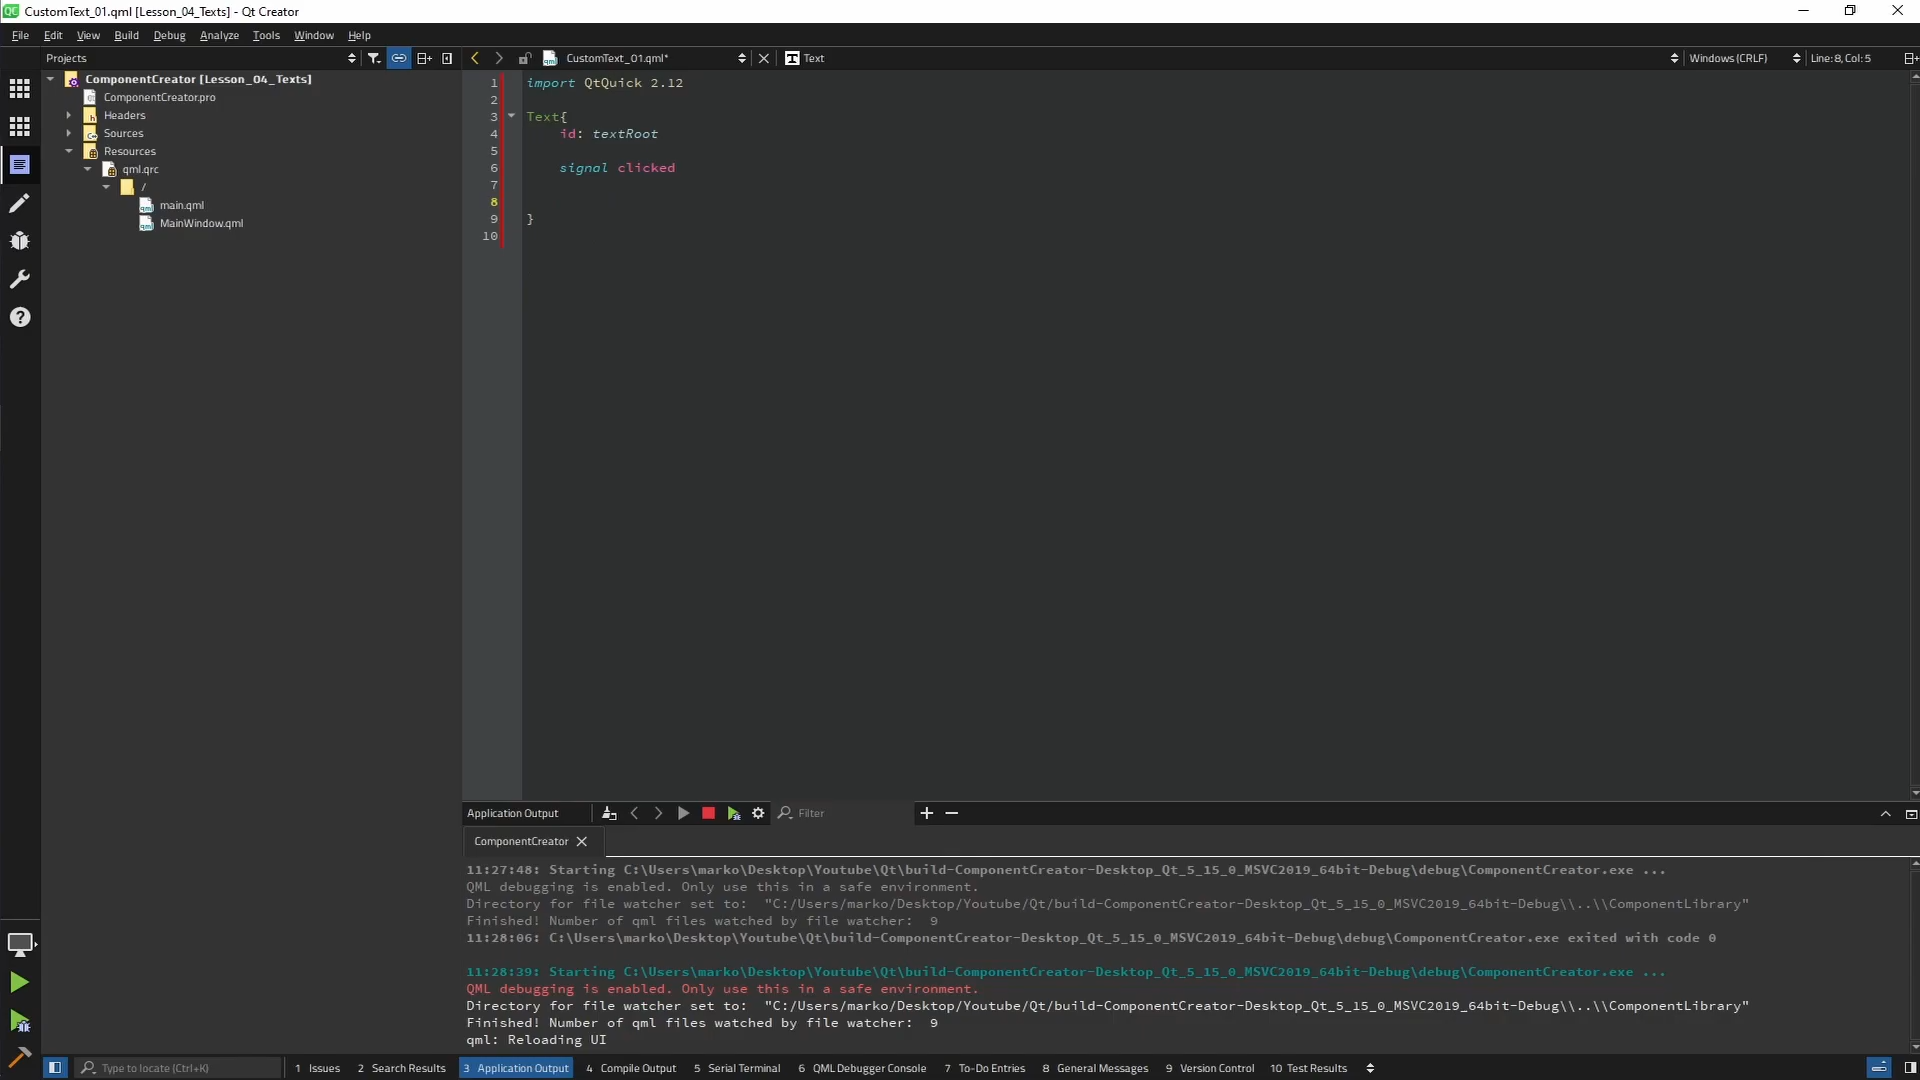 CustomText_01.qml [Lesson_04_Texts] - Qt Creator
File Edit View Build Debug Analyze Tools Window Help
Projects
CustomText_01.qml*
Text
Windows (CRLF)
Line: 8, Col: 5
ComponentCreator [Lesson_04_Texts]
ComponentCreator.pro
Headers
Sources
Resources
qml.qrc
/
main.qml
MainWindow.qml
1 import QtQuick 2.12
2
3 Text{
4 id: textRoot
5
6 signal clicked
7
8
9 }
10
Application Output
Filter
ComponentCreator
11:27:48: Starting C:\Users\marko\Desktop\Youtube\Qt\build-ComponentCreator-Desktop_Qt_5_15_0_MSVC2019_64bit-Debug\debug\ComponentCreator.exe ...
QML debugging is enabled. Only use this in a safe environment.
Directory for file watcher set to:  "C:/Users/marko/Desktop/Youtube/Qt/build-ComponentCreator-Desktop_Qt_5_15_0_MSVC2019_64bit-Debug\\..\\ComponentLibrary"
Finished! Number of qml files watched by file watcher:  9
11:28:06: C:\Users\marko\Desktop\Youtube\Qt\build-ComponentCreator-Desktop_Qt_5_15_0_MSVC2019_64bit-Debug\debug\ComponentCreator.exe exited with code 0
11:28:39: Starting C:\Users\marko\Desktop\Youtube\Qt\build-ComponentCreator-Desktop_Qt_5_15_0_MSVC2019_64bit-Debug\debug\ComponentCreator.exe ...
QML debugging is enabled. Only use this in a safe environment.
Directory for file watcher set to:  "C:/Users/marko/Desktop/Youtube/Qt/build-ComponentCreator-Desktop_Qt_5_15_0_MSVC2019_64bit-Debug\\..\\ComponentLibrary"
Finished! Number of qml files watched by file watcher:  9
qml: Reloading UI
Type to locate (Ctrl+K)
1 Issues 2 Search Results 3 Application Output 4 Compile Output 5 Serial Terminal 6 QML Debugger Console 7 To-Do Entries 8 General Messages 9 Version Control 10 Test Results